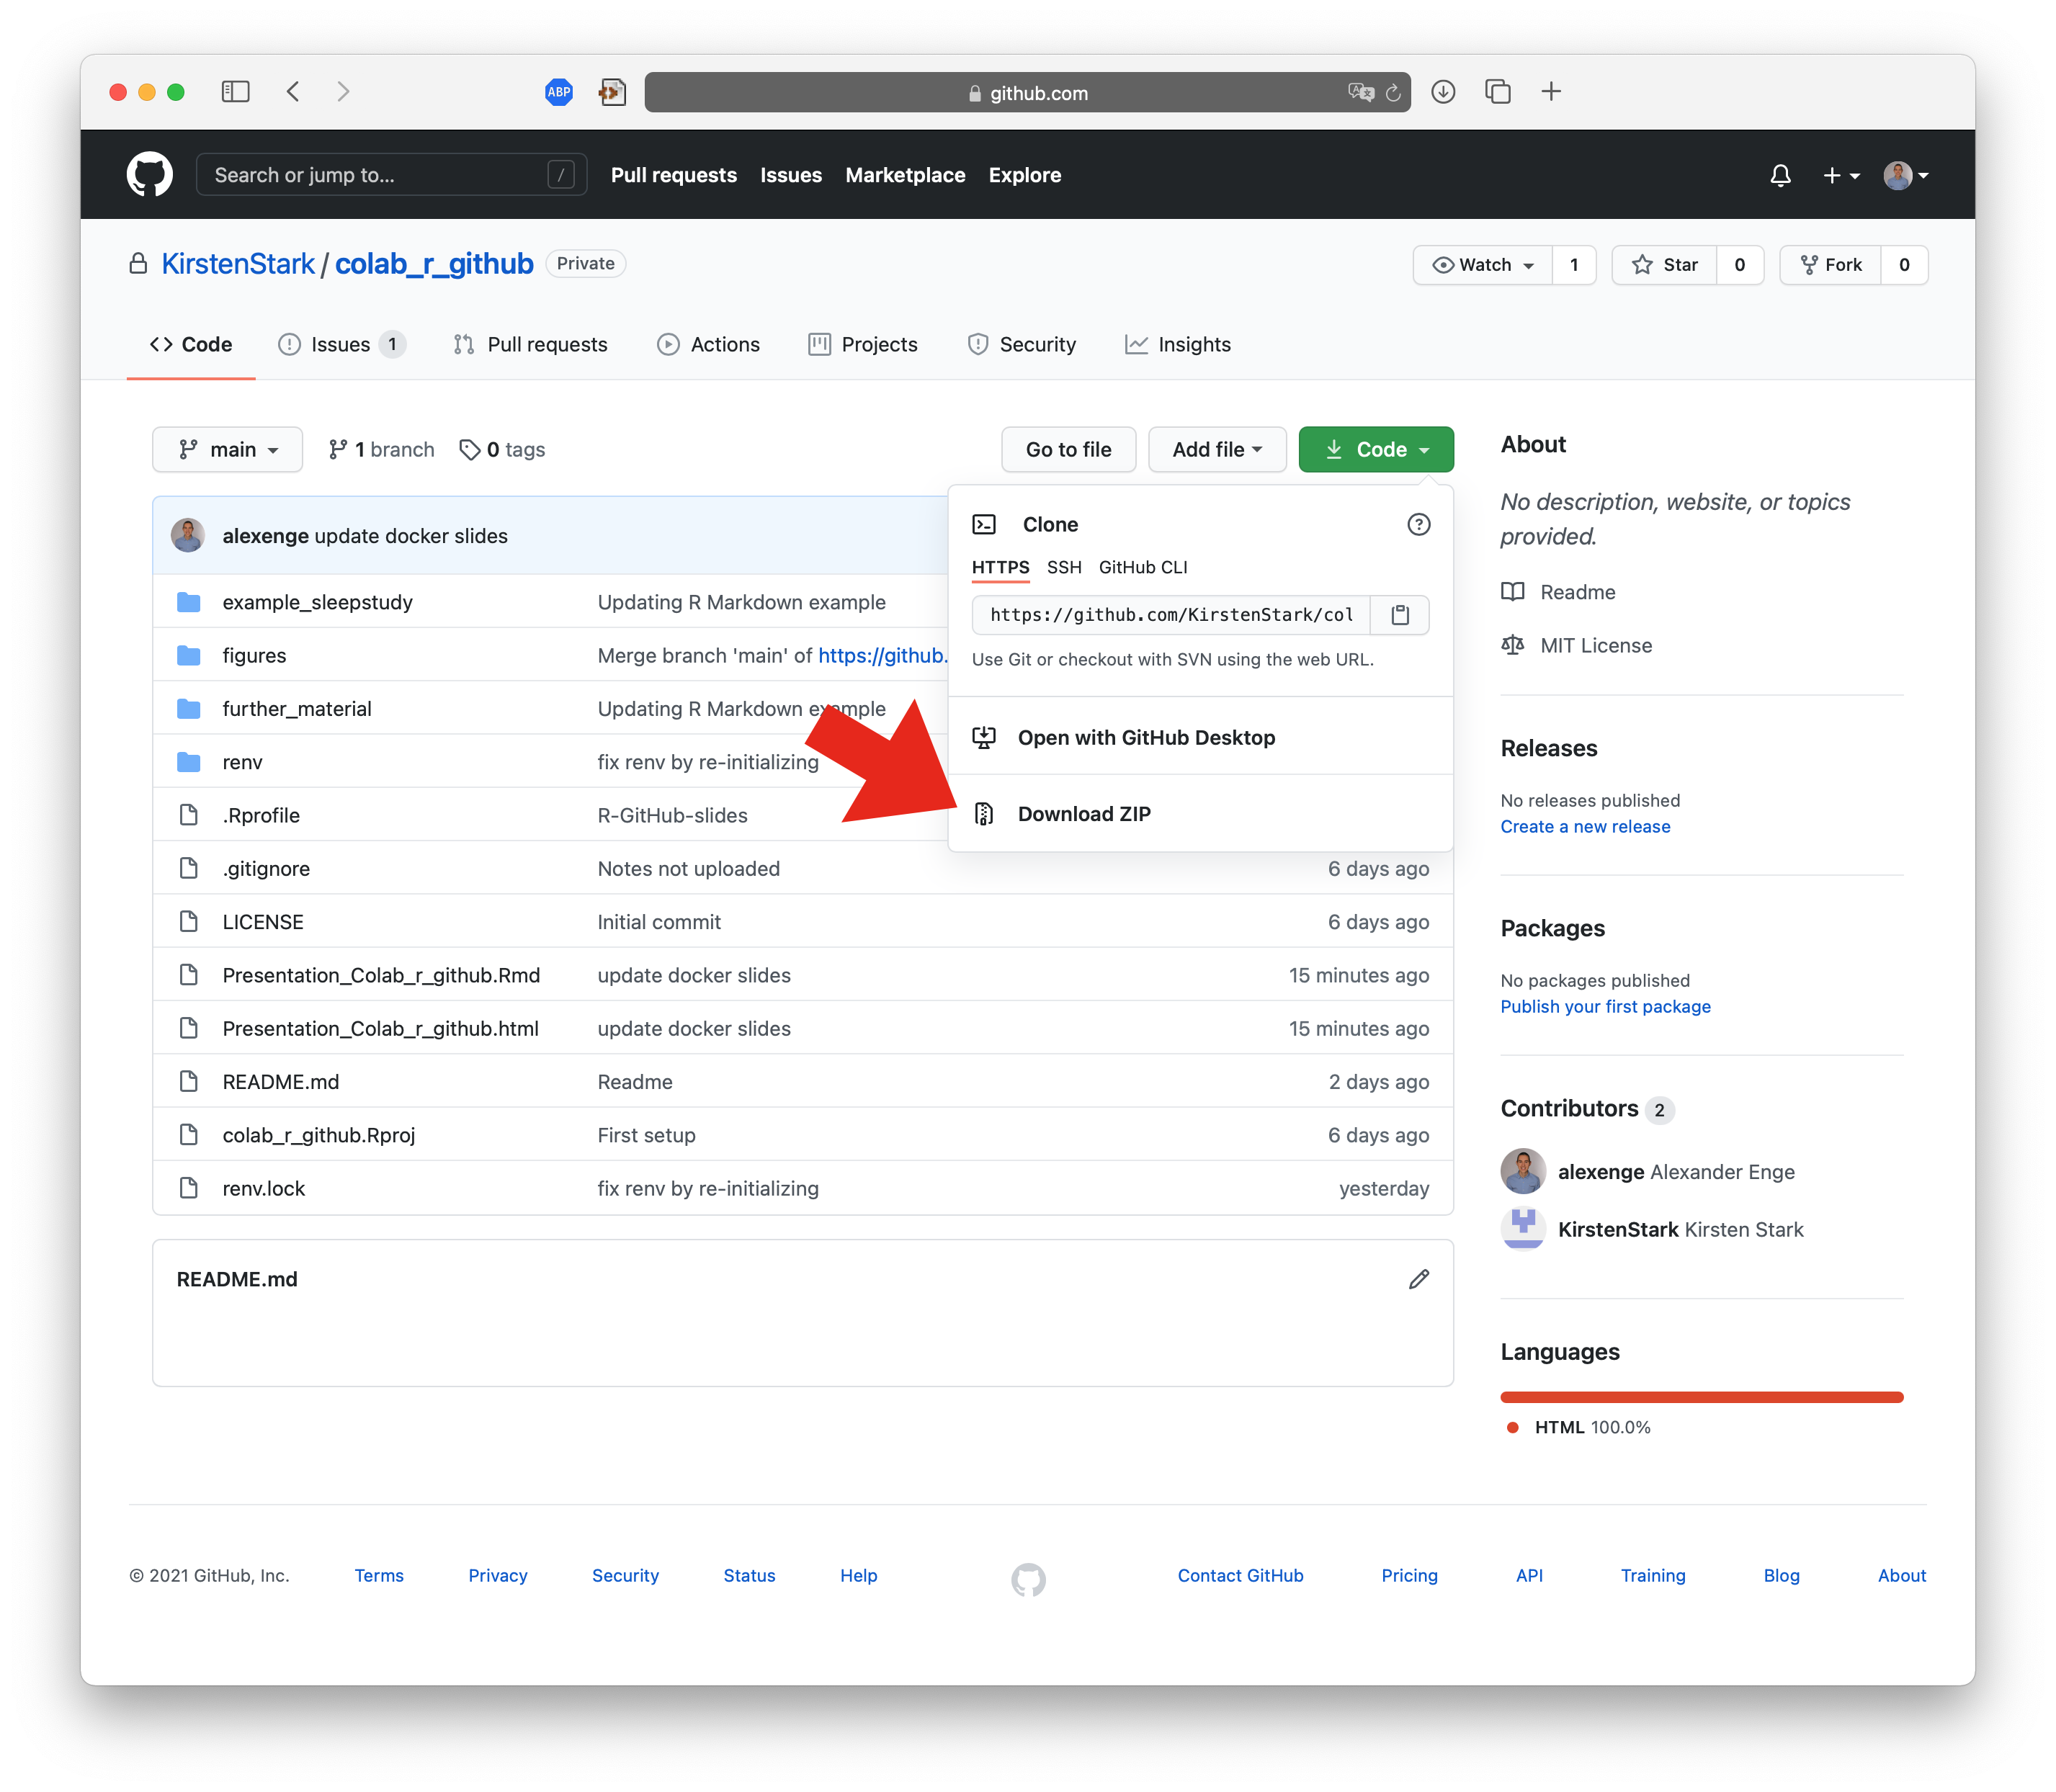 ABP
github.com
Search or jump to... /
Pull requests Issues Marketplace Explore
KirstenStark / colab_r_github Private
Watch 1 Star 0 Fork 0
Code Issues 1 Pull requests Actions Projects Security Insights
main 1 branch 0 tags Go to file Add file Code
alexenge update docker slides
example_sleepstudy Updating R Markdown example
figures Merge branch 'main' of https://github.
further_material Updating R Markdown example
renv fix renv by re-initializing
.Rprofile R-GitHub-slides
.gitignore Notes not uploaded 6 days ago
LICENSE Initial commit 6 days ago
Presentation_Colab_r_github.Rmd update docker slides 15 minutes ago
Presentation_Colab_r_github.html update docker slides 15 minutes ago
README.md Readme 2 days ago
colab_r_github.Rproj First setup 6 days ago
renv.lock fix renv by re-initializing yesterday
Clone
HTTPS SSH GitHub CLI
https://github.com/KirstenStark/col
Use Git or checkout with SVN using the web URL.
Open with GitHub Desktop
Download ZIP
README.md
About
No description, website, or topics
provided.
Readme
MIT License
Releases
No releases published
Create a new release
Packages
No packages published
Publish your first package
Contributors 2
alexenge Alexander Enge
KirstenStark Kirsten Stark
Languages
HTML 100.0%
© 2021 GitHub, Inc. Terms Privacy Security Status Help Contact GitHub Pricing API Training Blog About